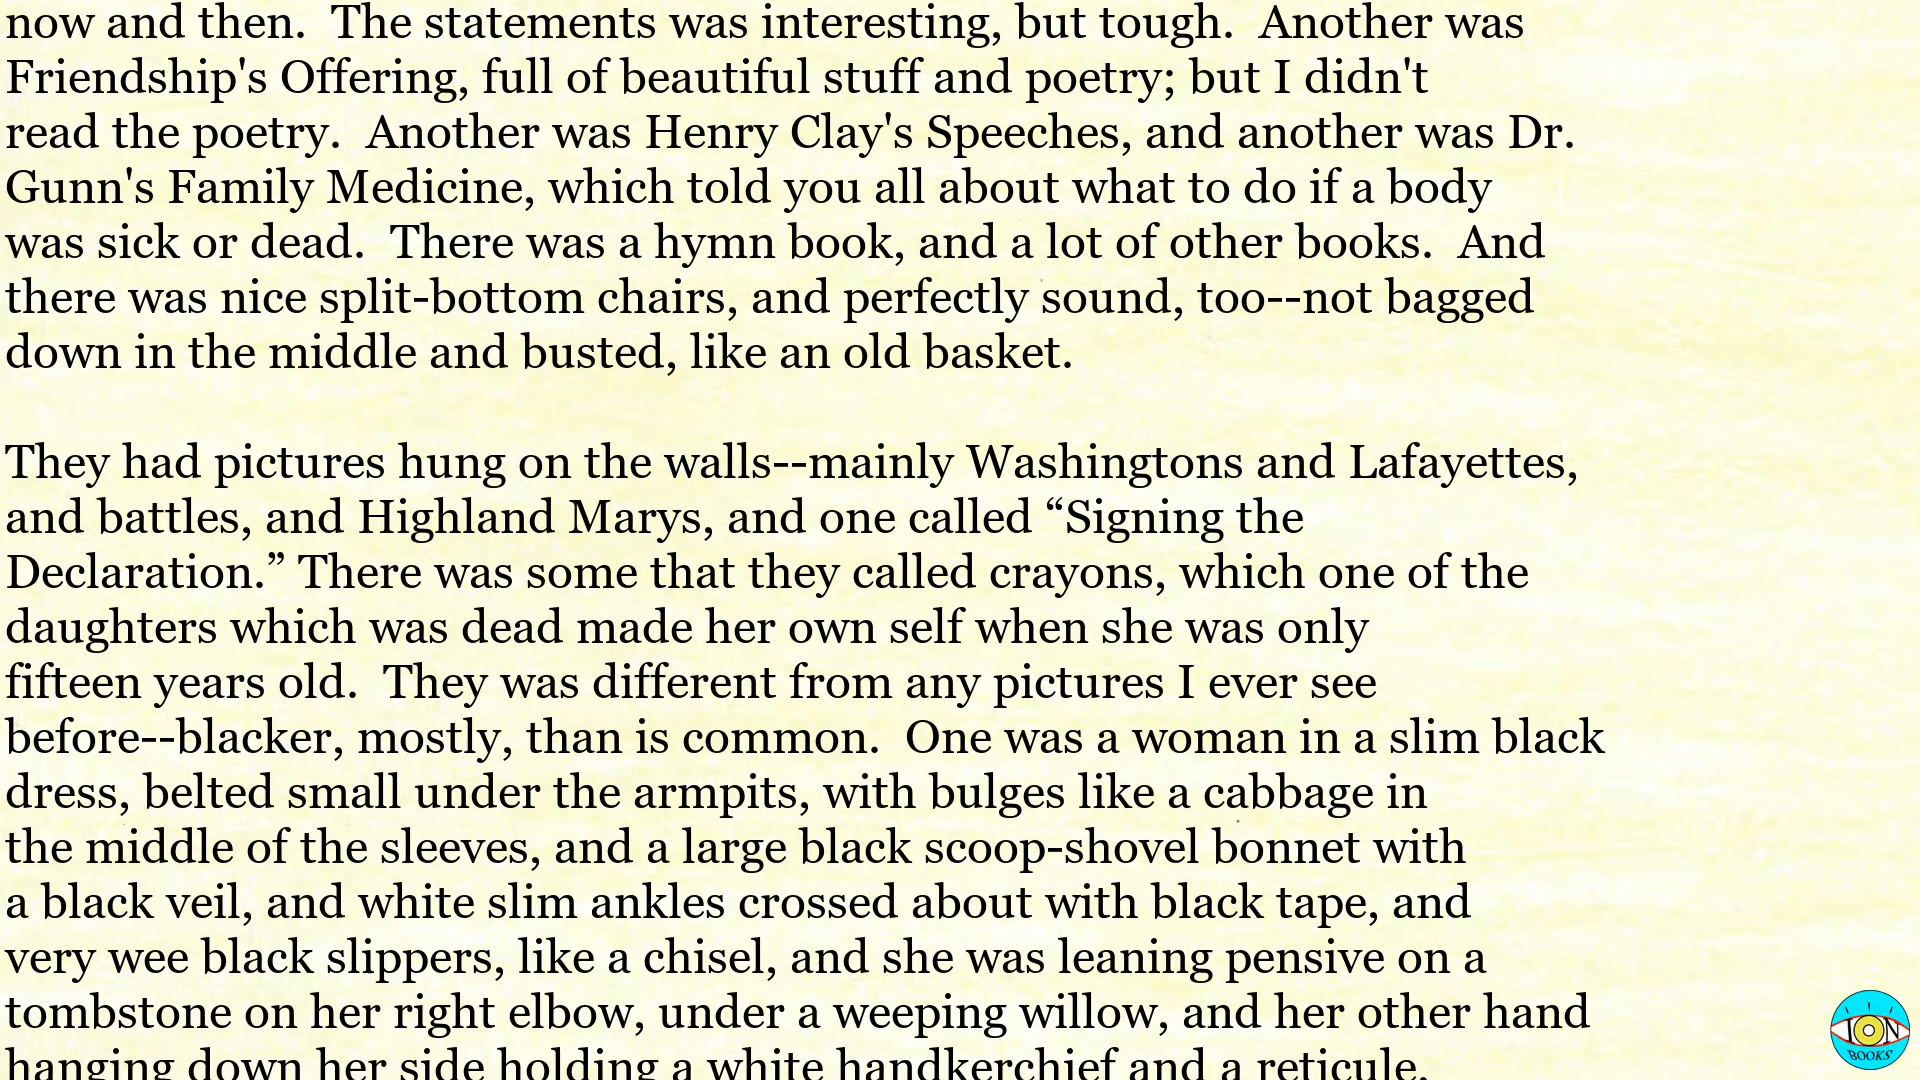 now and then.  The statements was interesting, but tough.  Another was
Friendship's Offering, full of beautiful stuff and poetry; but I didn't
read the poetry.  Another was Henry Clay's Speeches, and another was Dr.
Gunn's Family Medicine, which told you all about what to do if a body
was sick or dead.  There was a hymn book, and a lot of other books.  And
there was nice split-bottom chairs, and perfectly sound, too--not bagged
down in the middle and busted, like an old basket.

They had pictures hung on the walls--mainly Washingtons and Lafayettes,
and battles, and Highland Marys, and one called “Signing the
Declaration.” There was some that they called crayons, which one of the
daughters which was dead made her own self when she was only
fifteen years old.  They was different from any pictures I ever see
before--blacker, mostly, than is common.  One was a woman in a slim black
dress, belted small under the armpits, with bulges like a cabbage in
the middle of the sleeves, and a large black scoop-shovel bonnet with
a black veil, and white slim ankles crossed about with black tape, and
very wee black slippers, like a chisel, and she was leaning pensive on a
tombstone on her right elbow, under a weeping willow, and her other hand
hanging down her side holding a white handkerchief and a reticule,
ION
BOOKS